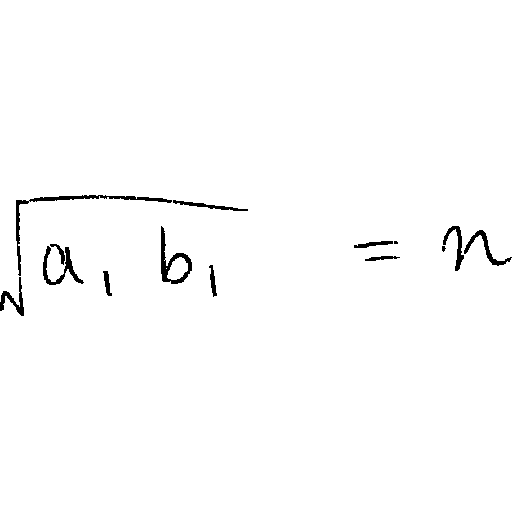 √(a₁ b₁) = n